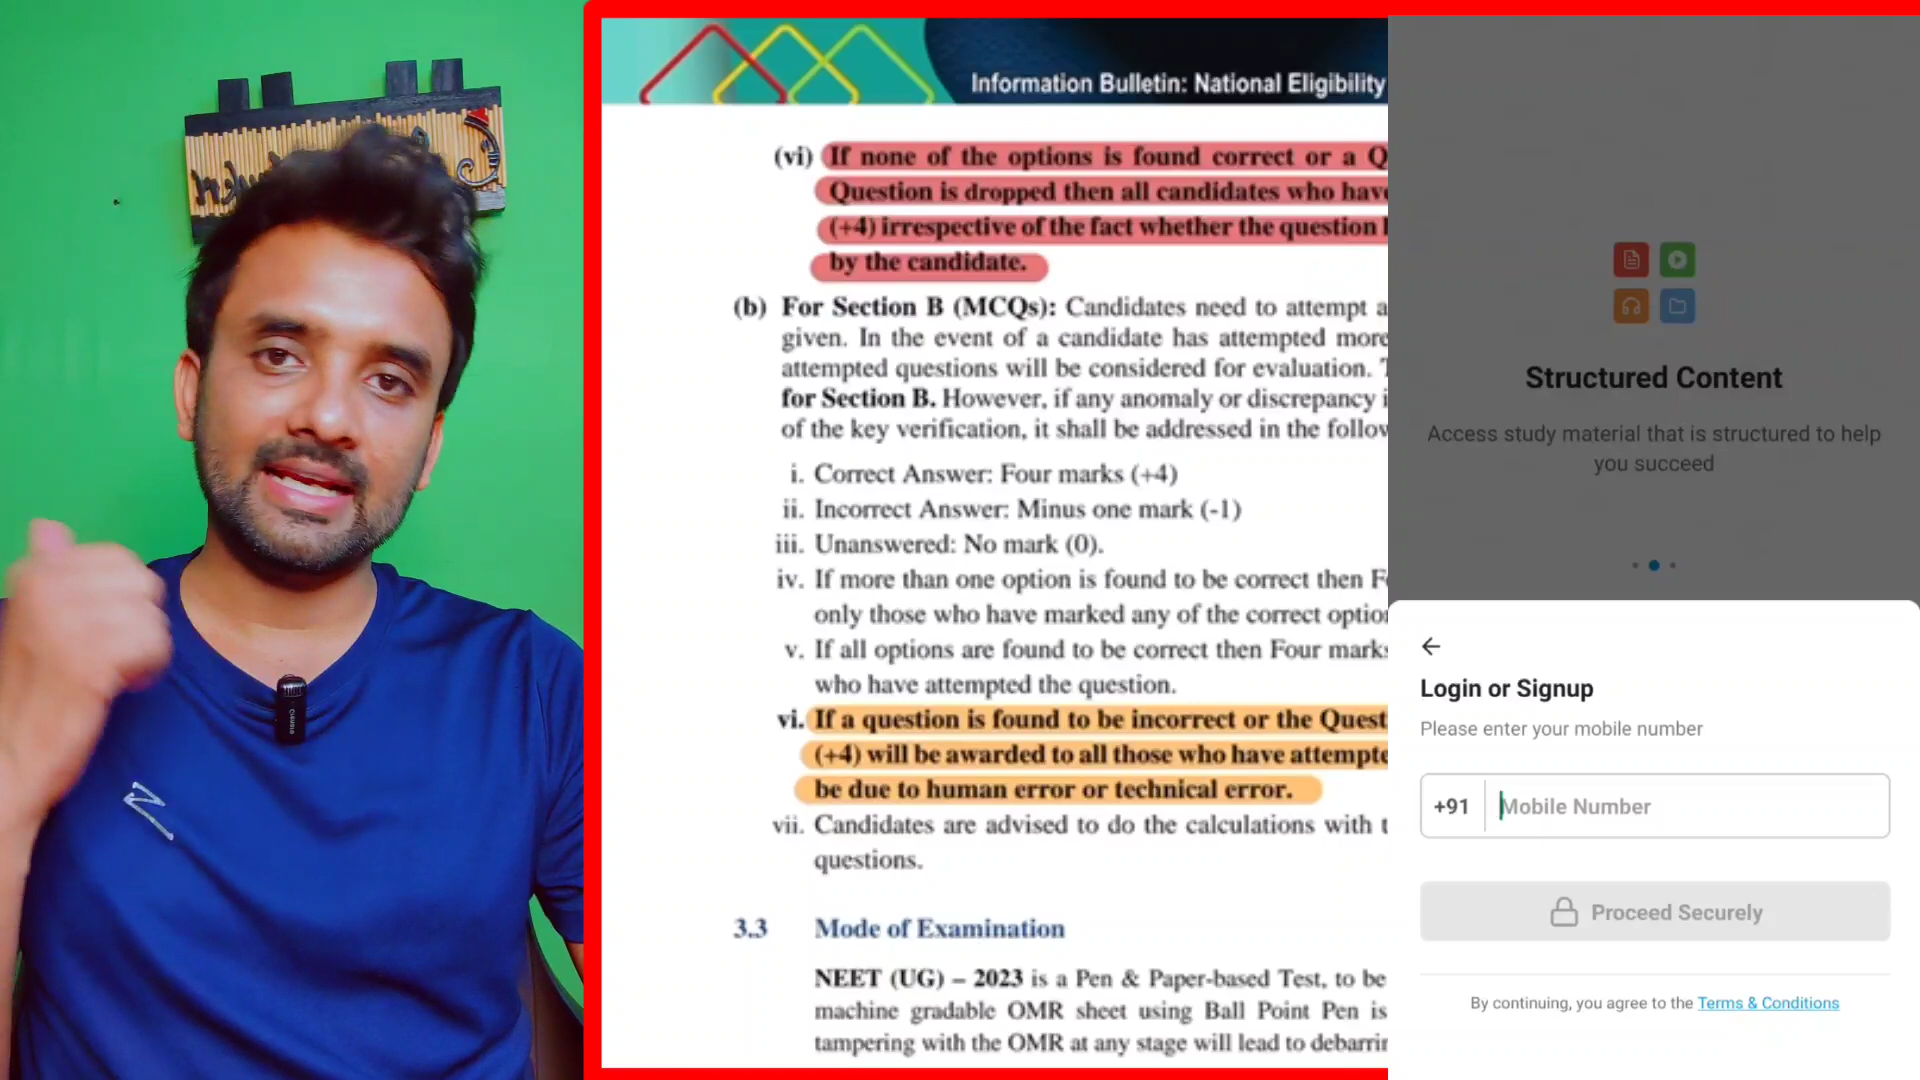 Information Bulletin: National Eligibility
(vi) If none of the options is found correct or a Q
Question is dropped then all candidates who have
(+4) irrespective of the fact whether the question
by the candidate.
(b) For Section B (MCQs): Candidates need to attempt a
given. In the event of a candidate has attempted more
attempted questions will be considered for evaluation.
for Section B. However, if any anomaly or discrepancy i
of the key verification, it shall be addressed in the follow
i. Correct Answer: Four marks (+4)
ii. Incorrect Answer: Minus one mark (-1)
iii. Unanswered: No mark (0).
iv. If more than one option is found to be correct then F
only those who have marked any of the correct option
v. If all options are found to be correct then Four marks
who have attempted the question.
vi. If a question is found to be incorrect or the Quest
(+4) will be awarded to all those who have attempte
be due to human error or technical error.
vii. Candidates are advised to do the calculations with t
questions.
3.3 Mode of Examination
NEET (UG) – 2023 is a Pen & Paper-based Test, to be
machine gradable OMR sheet using Ball Point Pen is
tampering with the OMR at any stage will lead to debarrin
Structured Content
Access study material that is structured to help
you succeed
Login or Signup
Please enter your mobile number
+91 Mobile Number
Proceed Securely
By continuing, you agree to the Terms & Conditions